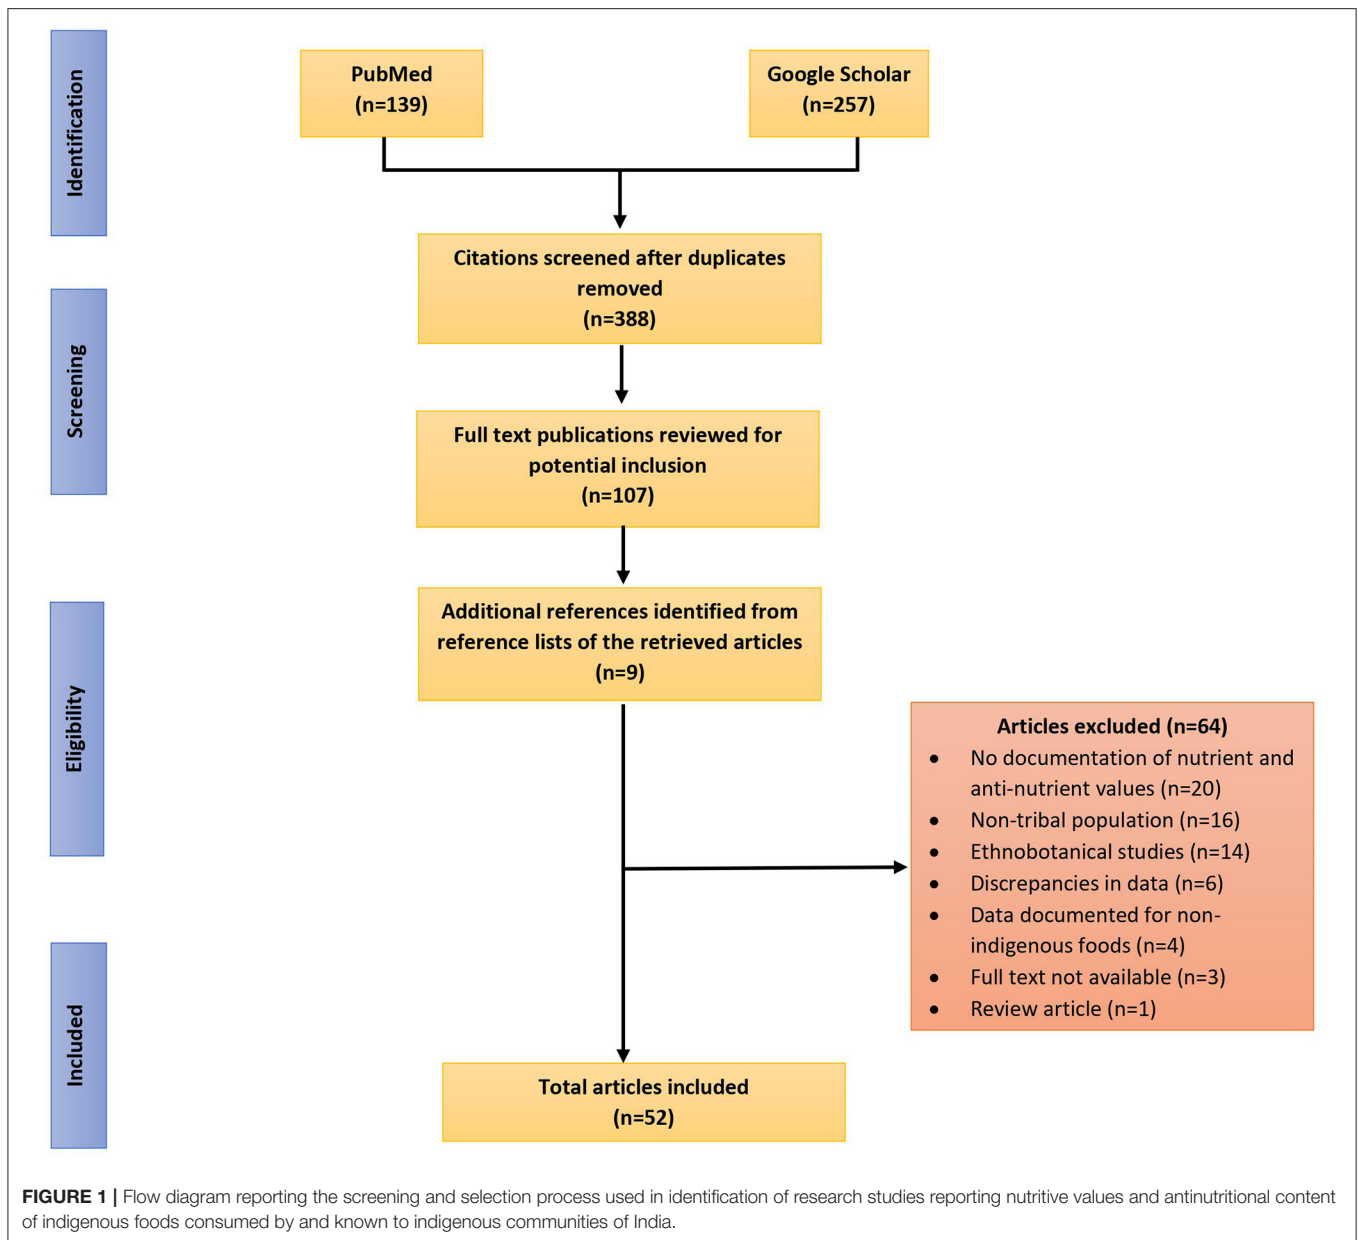 Identification
PubMed
(n=139)
Google Scholar
(n=257)
Citations screened after duplicates
removed
(n=388)
Screening
Full text publications reviewed for
potential inclusion
(n=107)
Eligibility
Additional references identified from
reference lists of the retrieved articles
(n=9)
Articles excluded (n=64)
• No documentation of nutrient and
anti-nutrient values (n=20)
• Non-tribal population (n=16)
• Ethnobotanical studies (n=14)
• Discrepancies in data (n=6)
• Data documented for non-
indigenous foods (n=4)
• Full text not available (n=3)
• Review article (n=1)
Included
Total articles included
(n=52)
FIGURE 1 | Flow diagram reporting the screening and selection process used in identification of research studies reporting nutritive values and antinutritional content
of indigenous foods consumed by and known to indigenous communities of India.